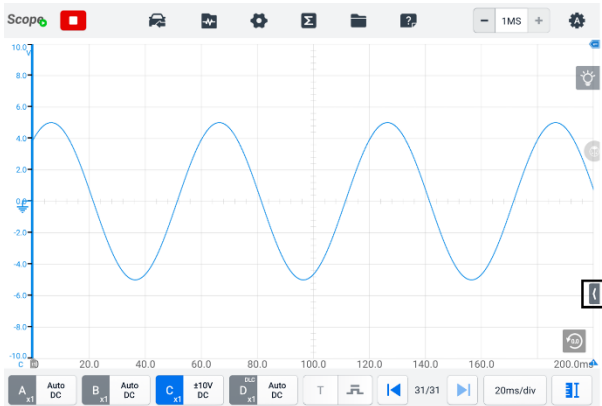 Scope
1MS
A
10.0
V
8.0
6.0
4.0
2.0
0.0
-2.0
-4.0
-6.0
-8.0
-10.0
C
20.0
40.0
60.0
80.0
100.0
120.0
140.0
160.0
200.0ms
A x1 Auto DC
B x1 Auto DC
C x1 ±10V DC
DLC
D x1 Auto DC
T
31/31
20ms/div